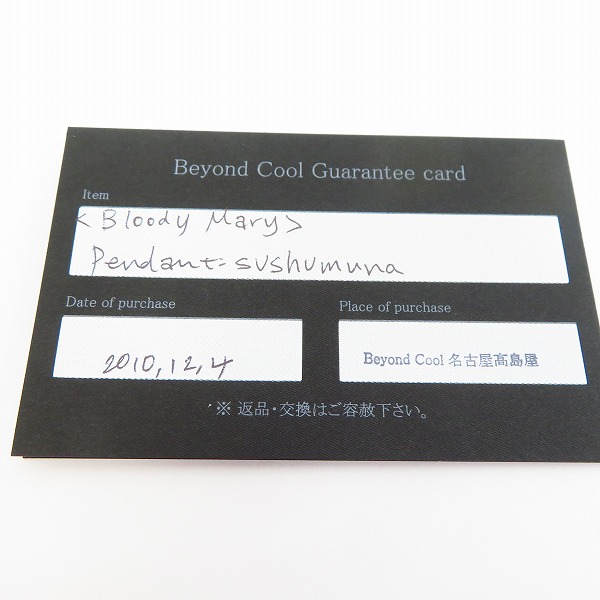 Beyond Cool Guarantee card
Item
<Bloody Mary>
Pendant=sushumuna
Date of purchase
Place of purchase
2010,12,4
Beyond Cool 名古屋髙島屋
※ 返品・交換はご容赦下さい。